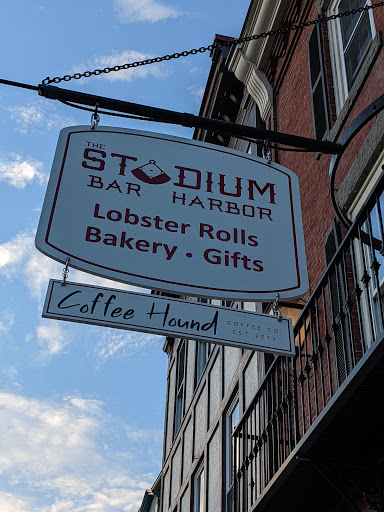 THE
STADIUM
BAR HARBOR
Lobster Rolls
Bakery • Gifts
Coffee Hound COFFEE CO.
EST 2011